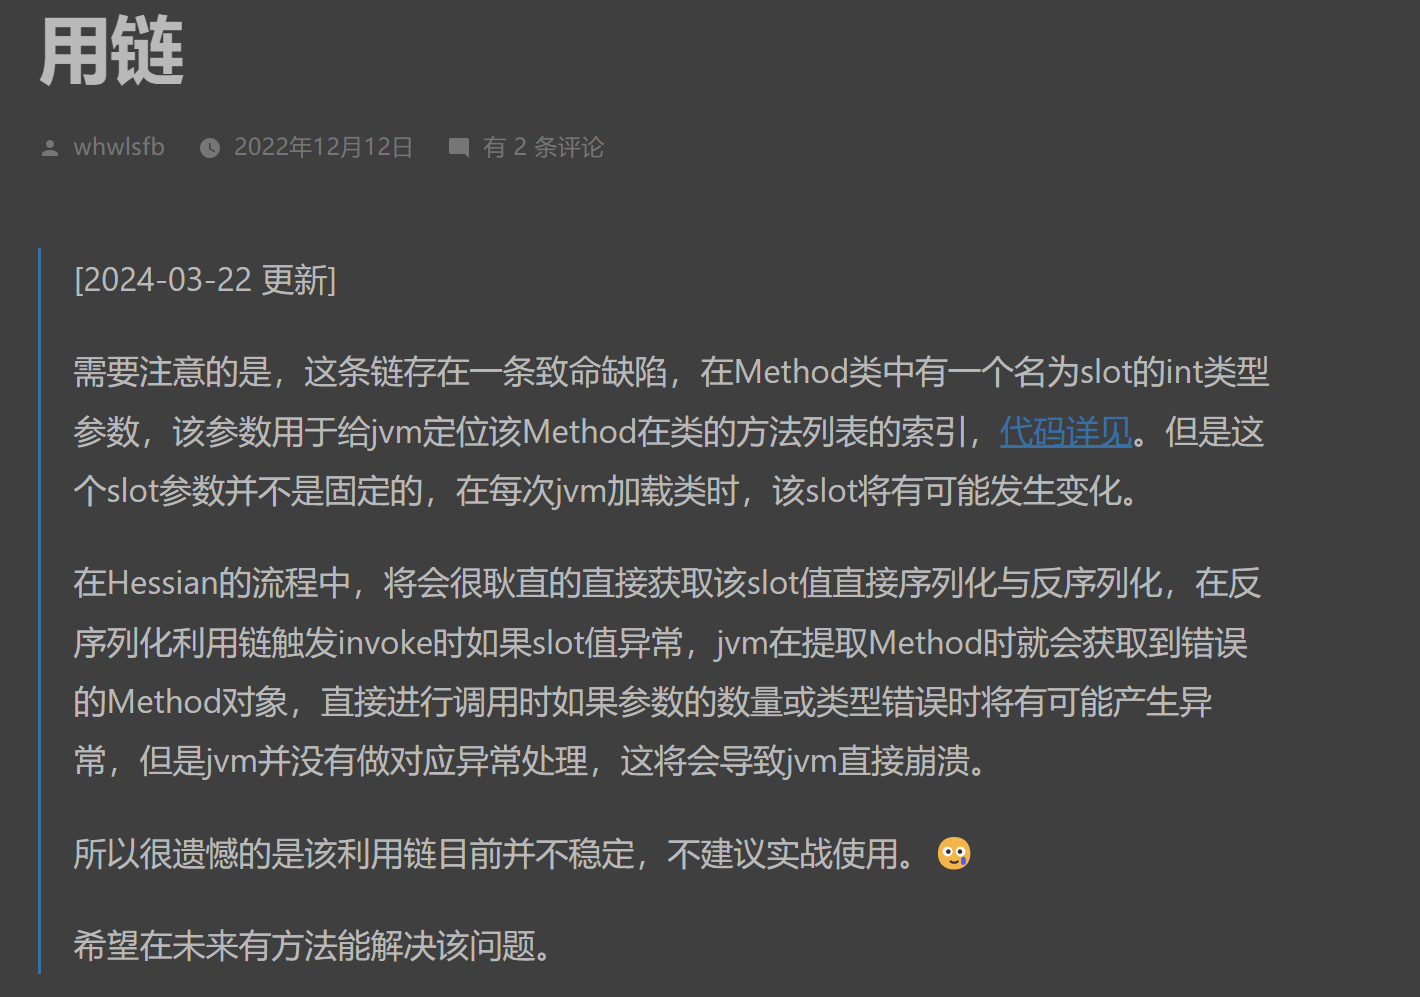 用链
whwlsfb 2022年12月12日 有 2 条评论
[2024-03-22 更新]
需要注意的是，这条链存在一条致命缺陷，在Method类中有一个名为slot的int类型
参数，该参数用于给jvm定位该Method在类的方法列表的索引，代码详见。但是这
个slot参数并不是固定的，在每次jvm加载类时，该slot将有可能发生变化。
在Hessian的流程中，将会很耿直的直接获取该slot值直接序列化与反序列化，在反
序列化利用链触发invoke时如果slot值异常，jvm在提取Method时就会获取到错误
的Method对象，直接进行调用时如果参数的数量或类型错误时将有可能产生异
常，但是jvm并没有做对应异常处理，这将会导致jvm直接崩溃。
所以很遗憾的是该利用链目前并不稳定，不建议实战使用。🥲
希望在未来有方法能解决该问题。